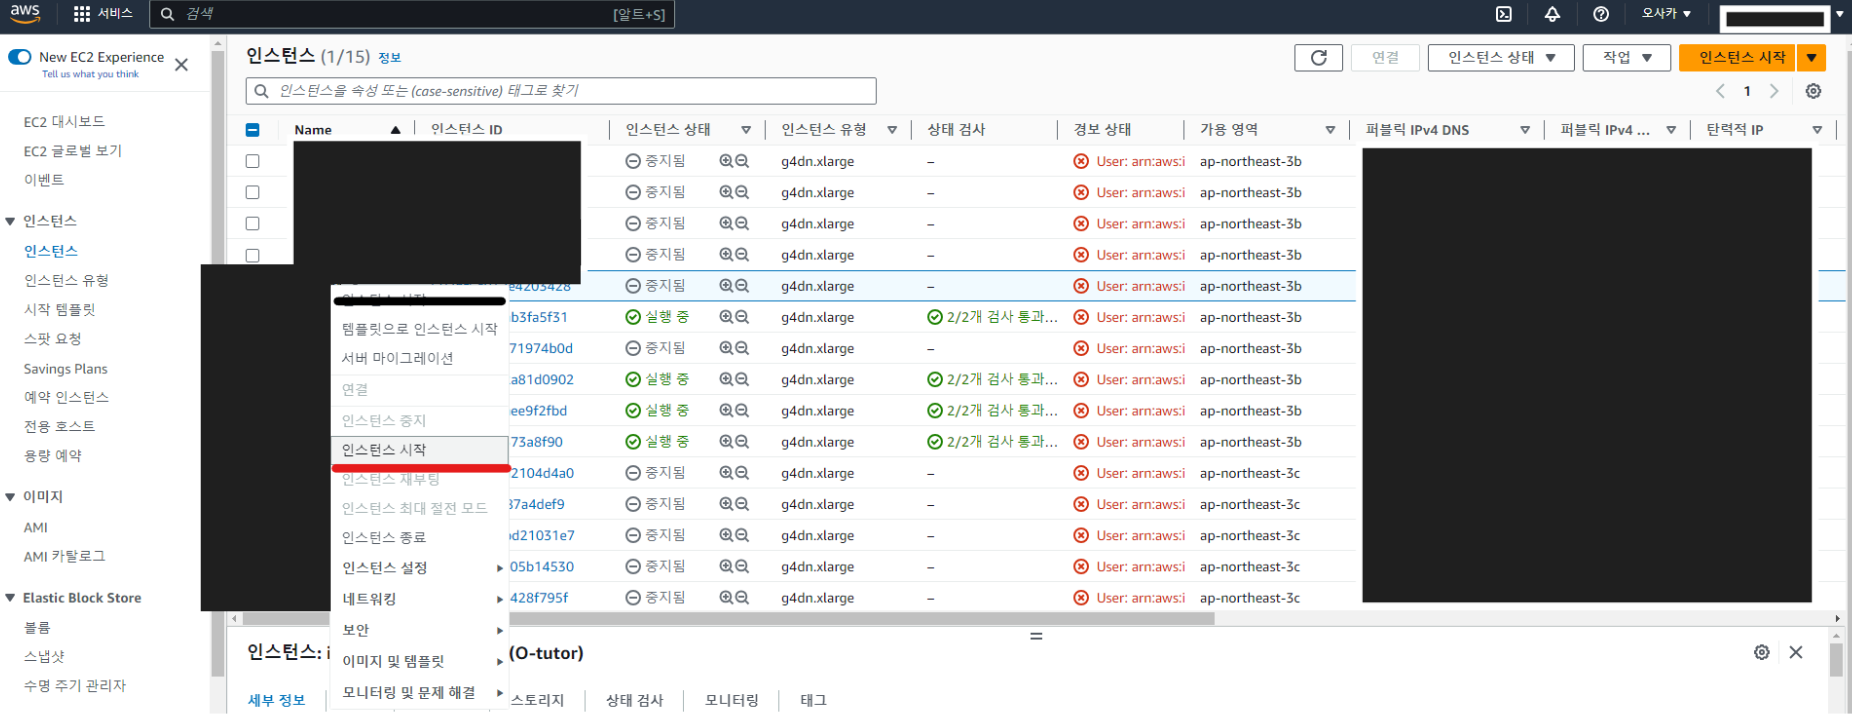 aws 서비스 검색 [알트+S] 오사카
New EC2 Experience
Tell us what you think
EC2 대시보드
EC2 글로벌 보기
이벤트
인스턴스
인스턴스
인스턴스 유형
시작 템플릿
스팟 요청
Savings Plans
예약 인스턴스
전용 호스트
용량 예약
이미지
AMI
AMI 카탈로그
Elastic Block Store
볼륨
스냅샷
수명 주기 관리자
인스턴스 (1/15) 정보
연결 인스턴스 상태 작업 인스턴스 시작
인스턴스을 속성 또는 (case-sensitive) 태그로 찾기
1
Name 인스턴스 ID 인스턴스 상태 인스턴스 유형 상태 검사 경보 상태 가용 영역 퍼블릭 IPv4 DNS 퍼블릭 IPv4 ... 탄력적 IP
중지됨 g4dn.xlarge – User: arn:aws:i ap-northeast-3b
중지됨 g4dn.xlarge – User: arn:aws:i ap-northeast-3b
중지됨 g4dn.xlarge – User: arn:aws:i ap-northeast-3b
중지됨 g4dn.xlarge – User: arn:aws:i ap-northeast-3b
e4203428 중지됨 g4dn.xlarge – User: arn:aws:i ap-northeast-3b
b3fa5f31 실행 중 g4dn.xlarge 2/2개 검사 통과... User: arn:aws:i ap-northeast-3b
71974b0d 중지됨 g4dn.xlarge – User: arn:aws:i ap-northeast-3b
a81d0902 실행 중 g4dn.xlarge 2/2개 검사 통과... User: arn:aws:i ap-northeast-3b
ee9f2fbd 실행 중 g4dn.xlarge 2/2개 검사 통과... User: arn:aws:i ap-northeast-3b
73a8f90 실행 중 g4dn.xlarge 2/2개 검사 통과... User: arn:aws:i ap-northeast-3b
2104d4a0 중지됨 g4dn.xlarge – User: arn:aws:i ap-northeast-3c
37a4def9 중지됨 g4dn.xlarge – User: arn:aws:i ap-northeast-3c
d21031e7 중지됨 g4dn.xlarge – User: arn:aws:i ap-northeast-3c
05b14530 중지됨 g4dn.xlarge – User: arn:aws:i ap-northeast-3c
428f795f 중지됨 g4dn.xlarge – User: arn:aws:i ap-northeast-3c
템플릿으로 인스턴스 시작
서버 마이그레이션
연결
인스턴스 중지
인스턴스 시작
인스턴스 재부팅
인스턴스 최대 절전 모드
인스턴스 종료
인스턴스 설정
네트워킹
보안
이미지 및 템플릿
모니터링 및 문제 해결
인스턴스: i (O-tutor)
세부 정보 스토리지 상태 검사 모니터링 태그